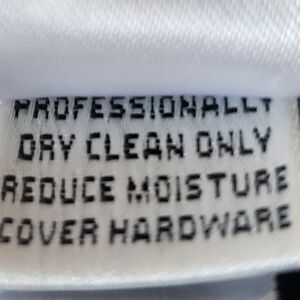 PROFESSIONALLY
DRY CLEAN ONLY
REDUCE MOISTURE
COVER HARDWARE